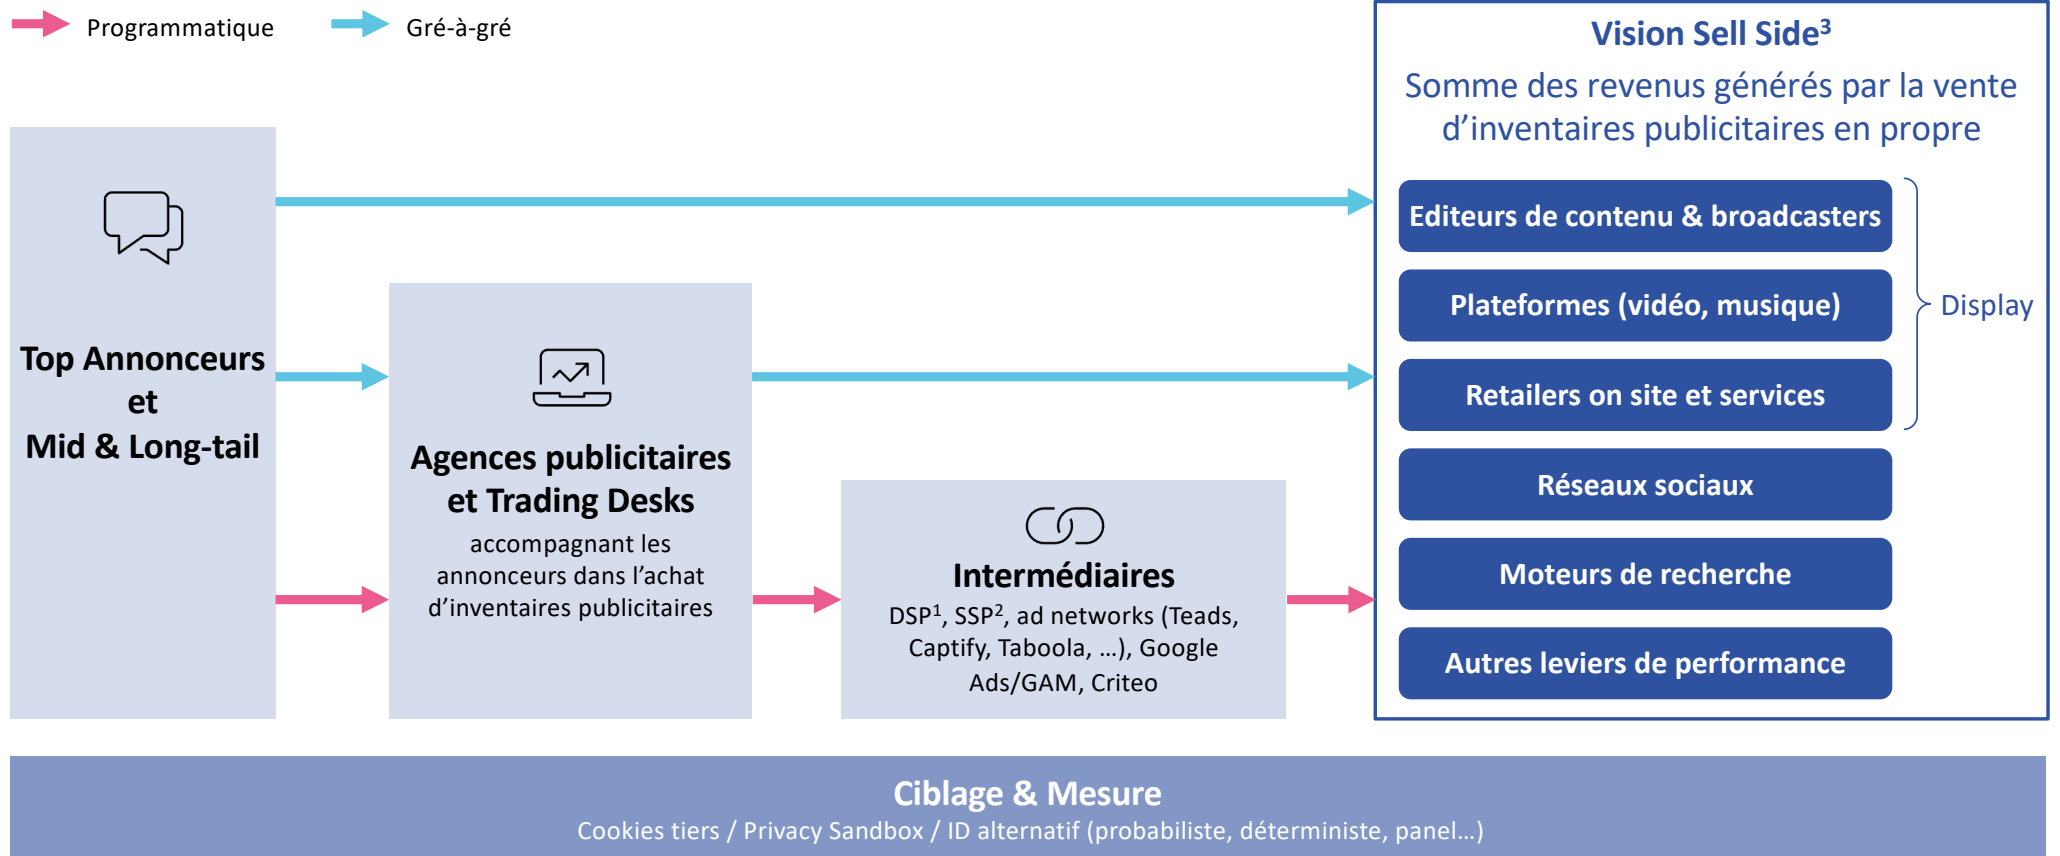 Programmatique
Gré-à-gré
Vision Sell Side³
Somme des revenus générés par la vente
d’inventaires publicitaires en propre
Top Annonceurs
et
Mid & Long-tail
Agences publicitaires
et Trading Desks
accompagnant les
annonceurs dans l’achat
d’inventaires publicitaires
Intermédiaires
DSP¹, SSP², ad networks (Teads,
Captify, Taboola, …), Google
Ads/GAM, Criteo
Editeurs de contenu & broadcasters
Plateformes (vidéo, musique)
Retailers on site et services
Display
Réseaux sociaux
Moteurs de recherche
Autres leviers de performance
Ciblage & Mesure
Cookies tiers / Privacy Sandbox / ID alternatif (probabiliste, déterministe, panel…)